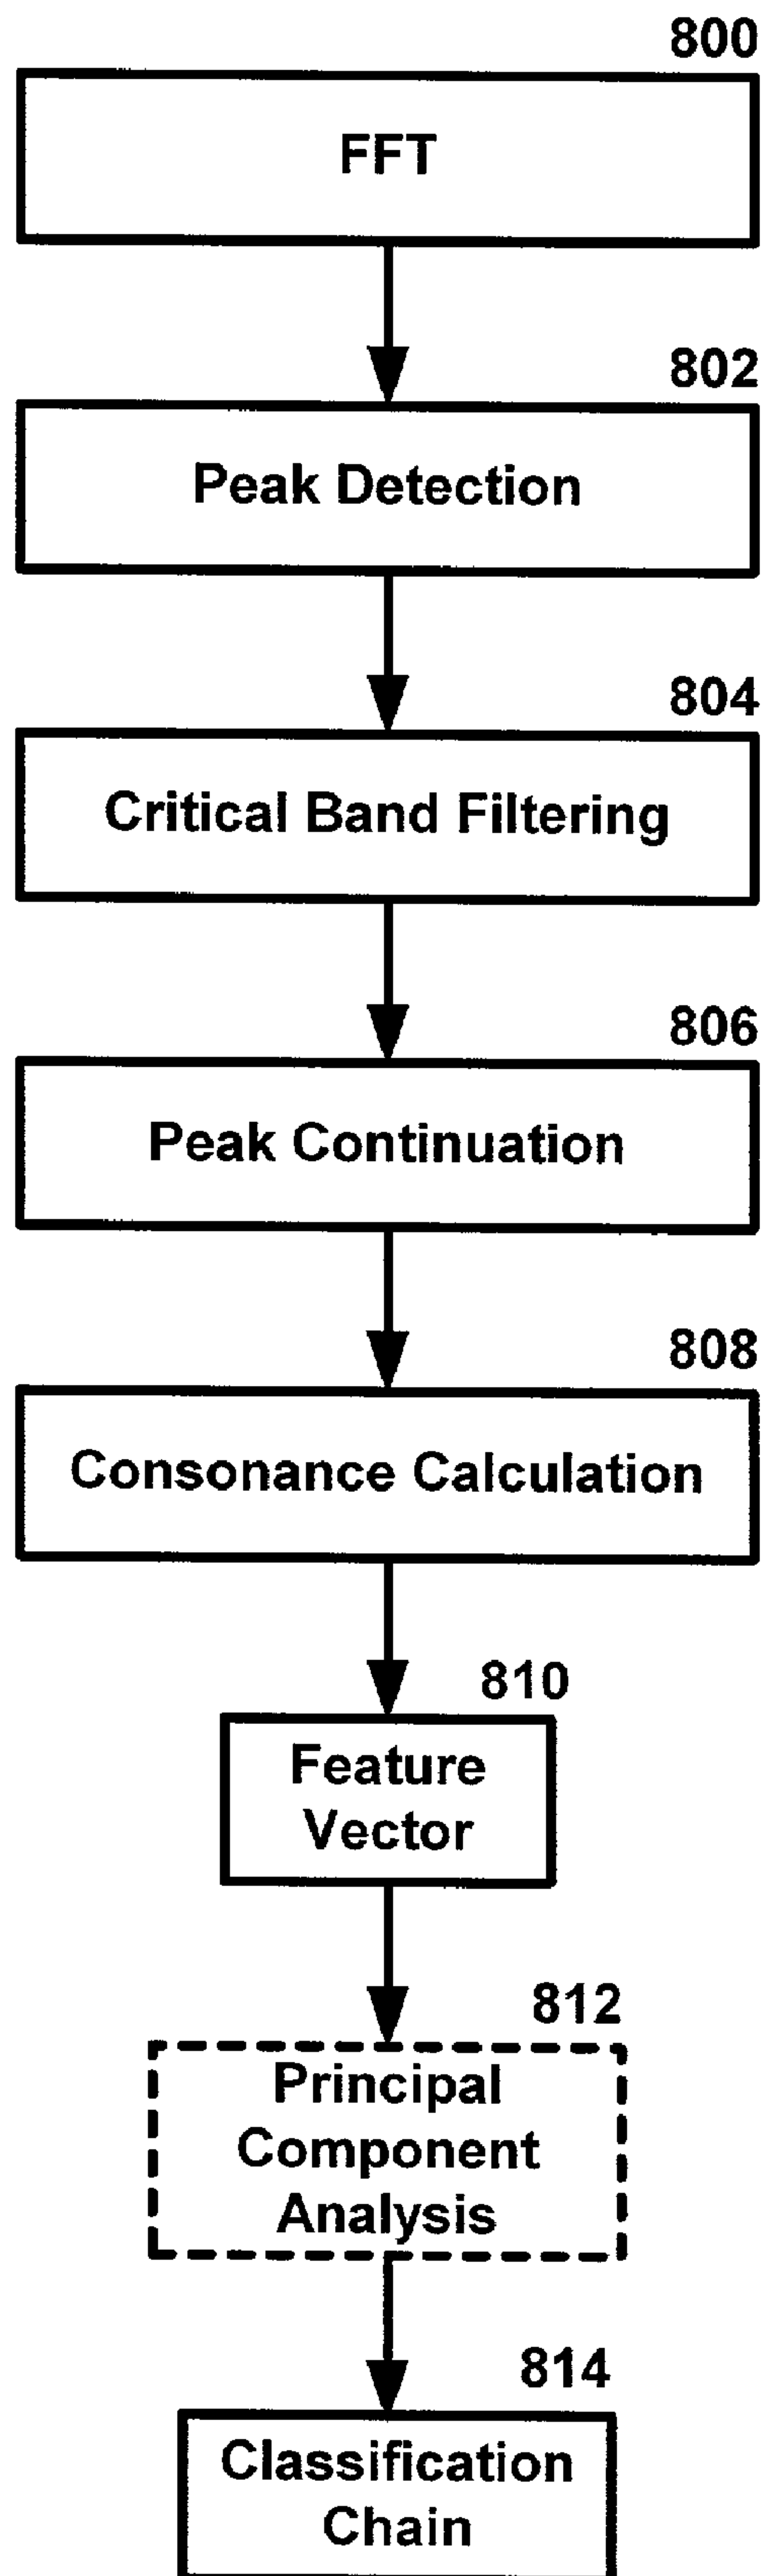 800
FFT
802
Peak Detection
804
Critical Band Filtering
806
Peak Continuation
808
Consonance Calculation
810
Feature
Vector
812
Principal
Component
Analysis
814
Classification
Chain